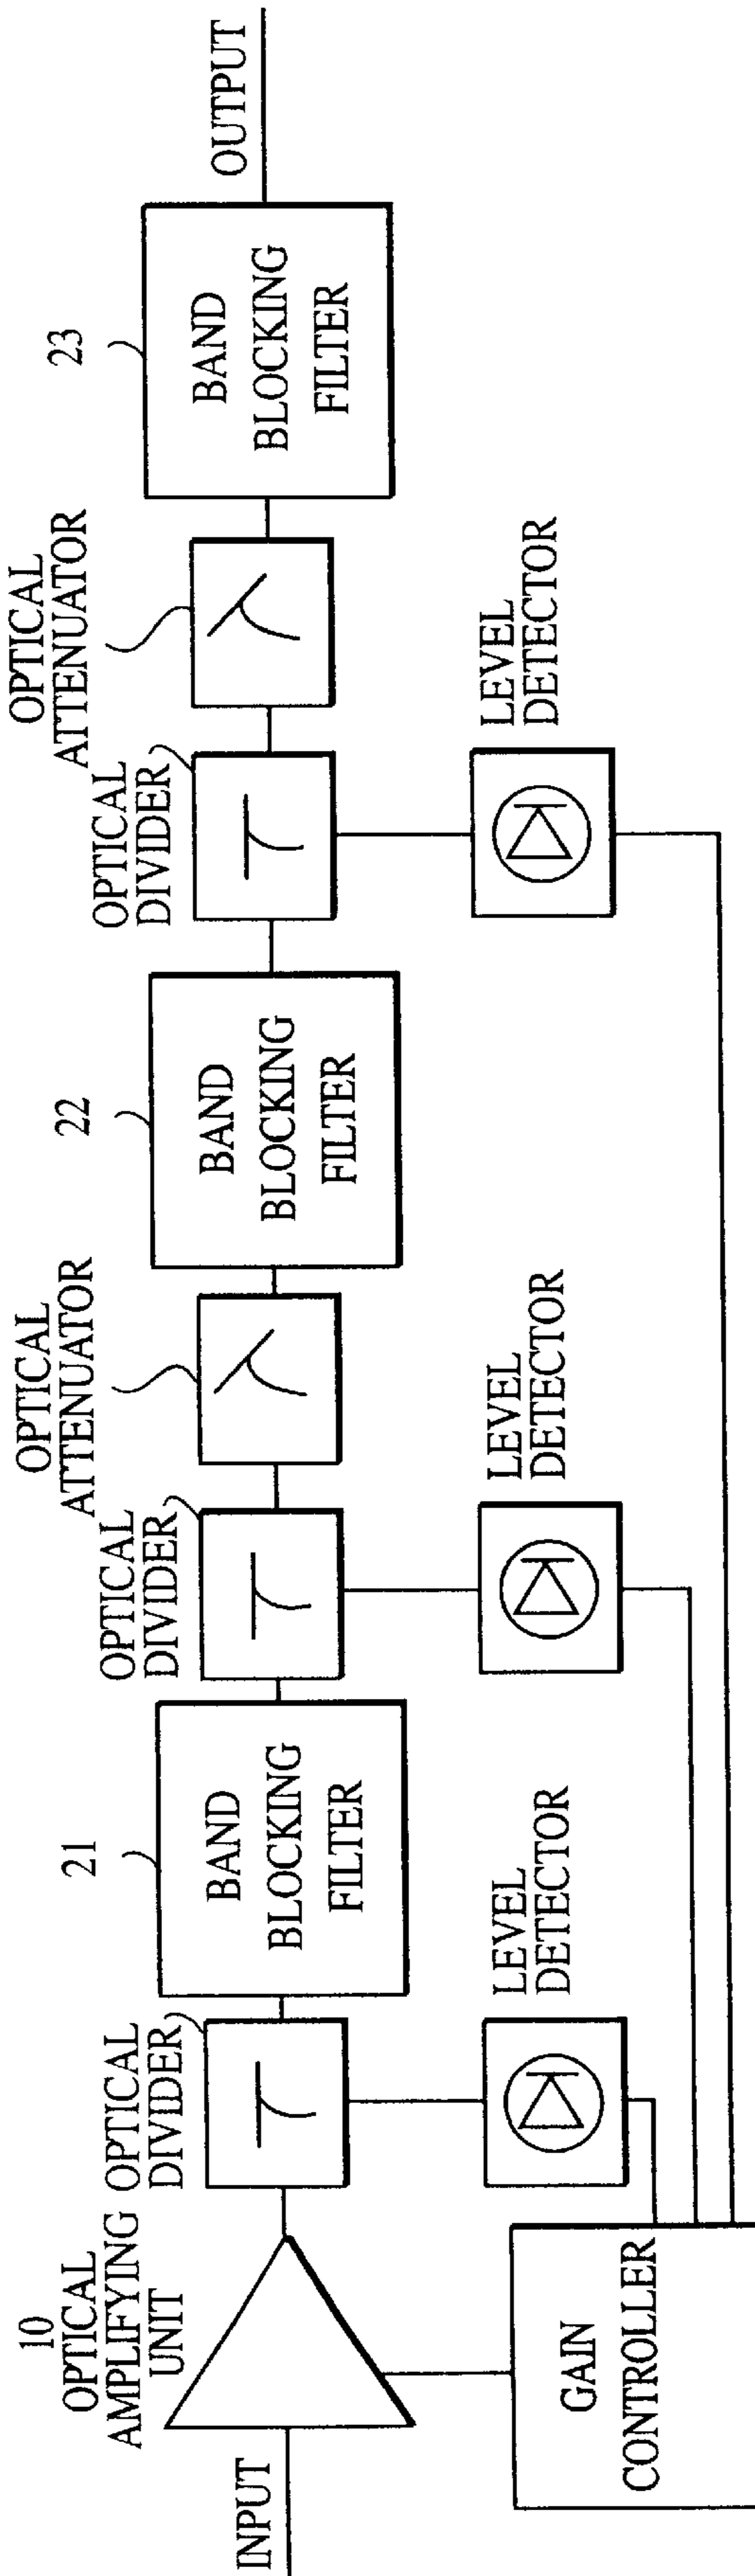 INPUT
10
OPTICAL
AMPLIFYING
UNIT
GAIN
CONTROLLER
OPTICAL
DIVIDER
LEVEL
DETECTOR
21
BAND
BLOCKING
FILTER
OPTICAL
DIVIDER
LEVEL
DETECTOR
OPTICAL
ATTENUATOR
22
BAND
BLOCKING
FILTER
OPTICAL
DIVIDER
LEVEL
DETECTOR
OPTICAL
ATTENUATOR
23
BAND
BLOCKING
FILTER
OUTPUT